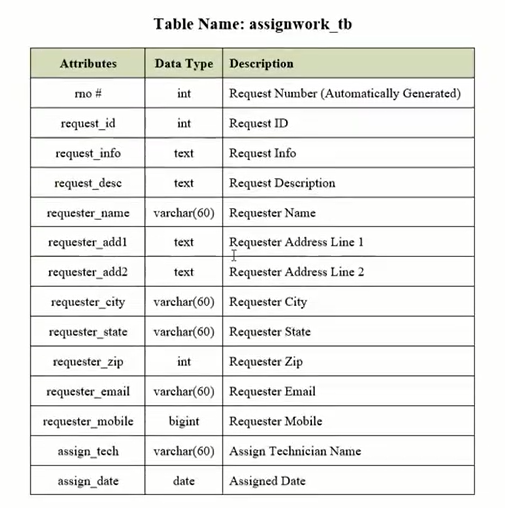 Table Name: assignwork_tb
Attributes Data Type Description
rno # int Request Number (Automatically Generated)
request_id int Request ID
request_info text Request Info
request_desc text Request Description
requester_name varchar(60) Requester Name
requester_add1 text Requester Address Line 1
requester_add2 text Requester Address Line 2
requester_city varchar(60) Requester City
requester_state varchar(60) Requester State
requester_zip int Requester Zip
requester_email varchar(60) Requester Email
requester_mobile bigint Requester Mobile
assign_tech varchar(60) Assign Technician Name
assign_date date Assigned Date